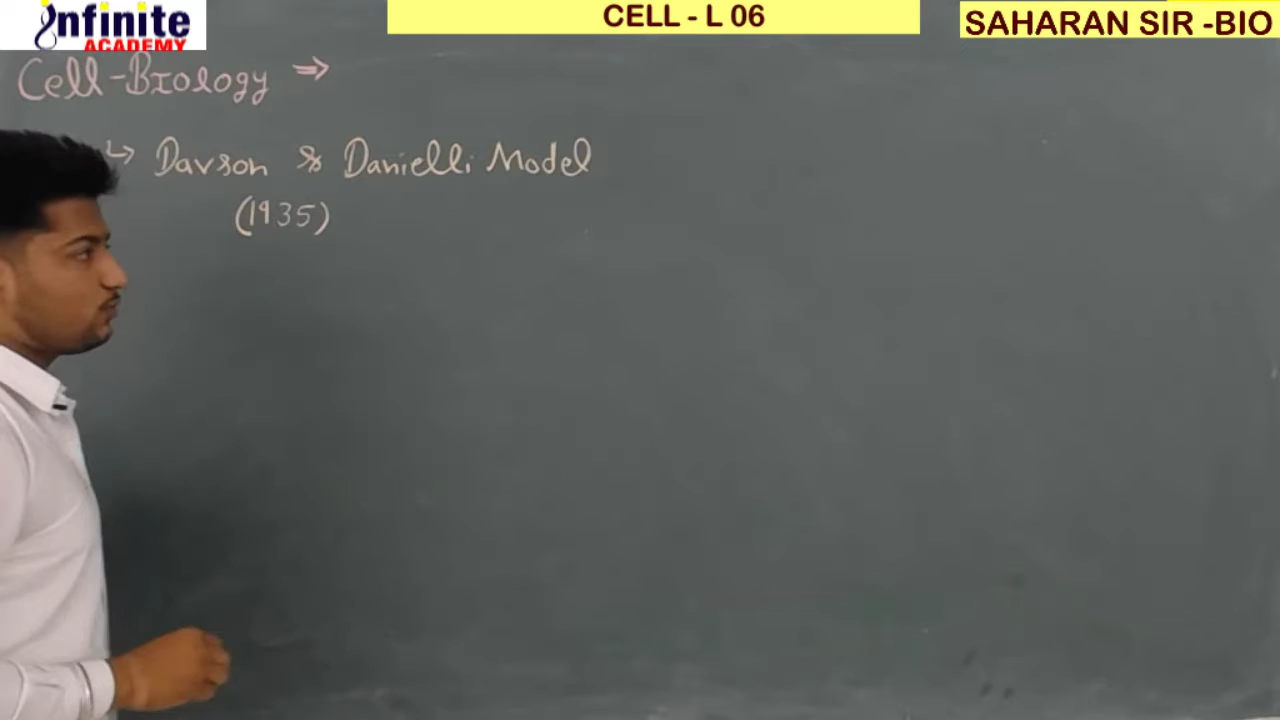 infinite
ACADEMY
CELL - L 06
SAHARAN SIR -BIO
Cell-Biology ⇒
↳ Davson & Danielli Model
(1935)